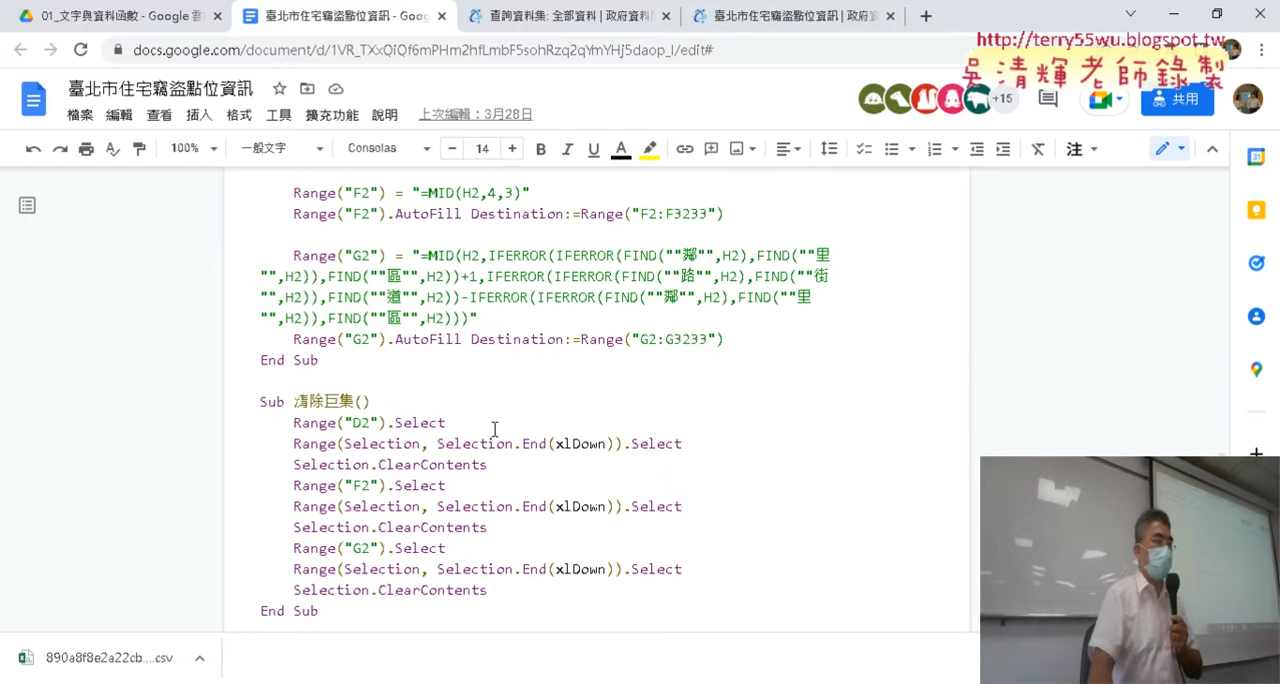 01_文字與資料函數 - Google 雲
臺北市住宅竊盜點位資訊 - Goog
查詢資料集: 全部資料 | 政府資料
臺北市住宅竊盜點位資訊 | 政府
docs.google.com/document/d/1VR_TXxQiQf6mPHm2hfLmbF5sohRzq2qYmYHj5daop_I/edit#
http://terry55wu.blogspot.tw
吳清輝老師錄製
臺北市住宅竊盜點位資訊
+15
共用
檔案 編輯 查看 插入 格式 工具 擴充功能 說明 上次編輯：3月28日
100% 一般文字 Consolas 14 注
Range("F2") = "=MID(H2,4,3)"
Range("F2").AutoFill Destination:=Range("F2:F3233")
Range("G2") = "=MID(H2,IFERROR(IFERROR(FIND(""鄰"",H2),FIND(""里
"",H2)),FIND(""區"",H2))+1,IFERROR(IFERROR(FIND(""路"",H2),FIND(""街
"",H2)),FIND(""道"",H2))-IFERROR(IFERROR(FIND(""鄰"",H2),FIND(""里
"",H2)),FIND(""區"",H2)))"
Range("G2").AutoFill Destination:=Range("G2:G3233")
End Sub
Sub 清除巨集()
Range("D2").Select
Range(Selection, Selection.End(xlDown)).Select
Selection.ClearContents
Range("F2").Select
Range(Selection, Selection.End(xlDown)).Select
Selection.ClearContents
Range("G2").Select
Range(Selection, Selection.End(xlDown)).Select
Selection.ClearContents
End Sub
890a8f8e2a22cb....csv